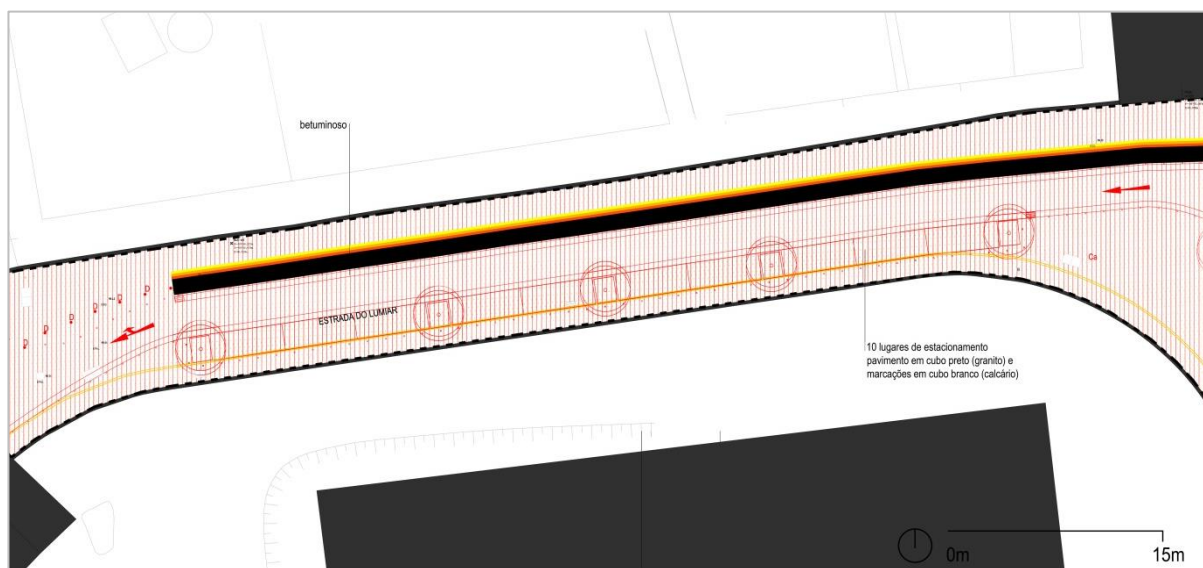 betuminoso
ESTRADA DO LUMIAR
Ca
D
D
D
10 lugares de estacionamento
pavimento em cubo preto (granito) e
marcações em cubo branco (calcário)
0m
15m